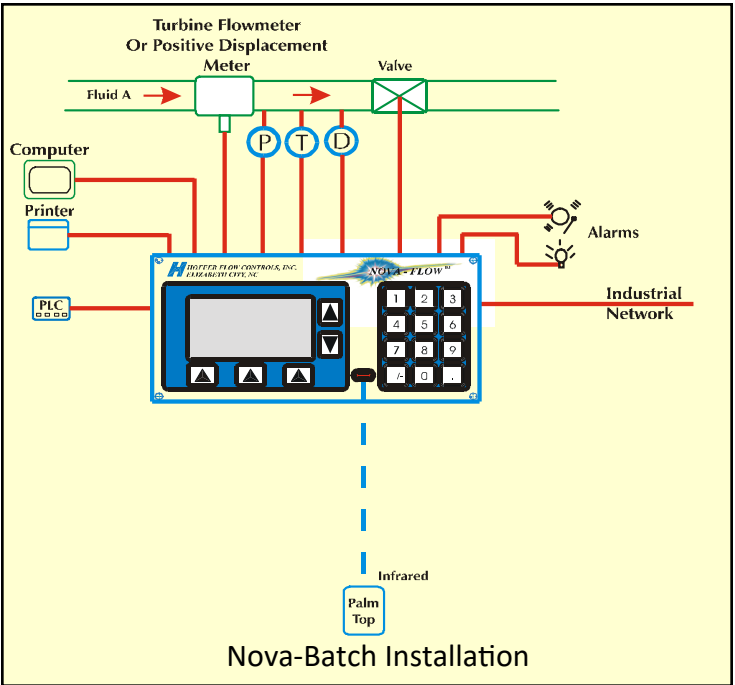 Turbine Flowmeter
Or Positive Displacement
Meter
Valve
Fluid A
P T D
Computer
Printer
PLC
Alarms
Industrial
Network
H HOFFER FLOW CONTROLS, INC.
ELIZABETH CITY, NC
NOVA - FLOW
1 2 3
4 5 6
7 8 9
/- 0 .
Infrared
Palm
Top
Nova-Batch Installation